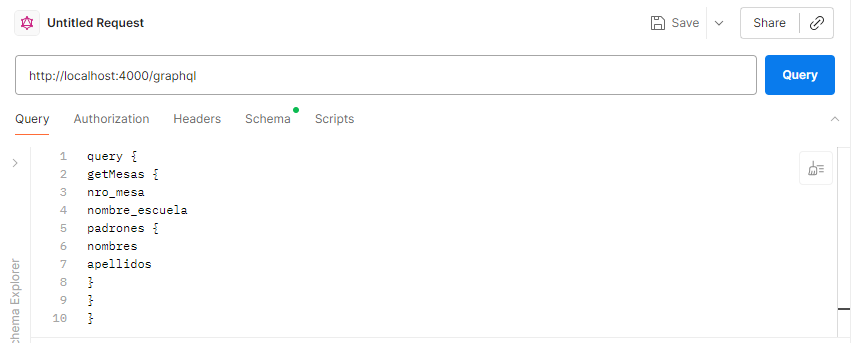 Untitled Request
Save
Share
http://localhost:4000/graphql
Query
Query
Authorization
Headers
Schema
Scripts
1 query {
2 getMesas {
3 nro_mesa
4 nombre_escuela
5 padrones {
6 nombres
7 apellidos
8 }
9 }
10 }
hema Explorer